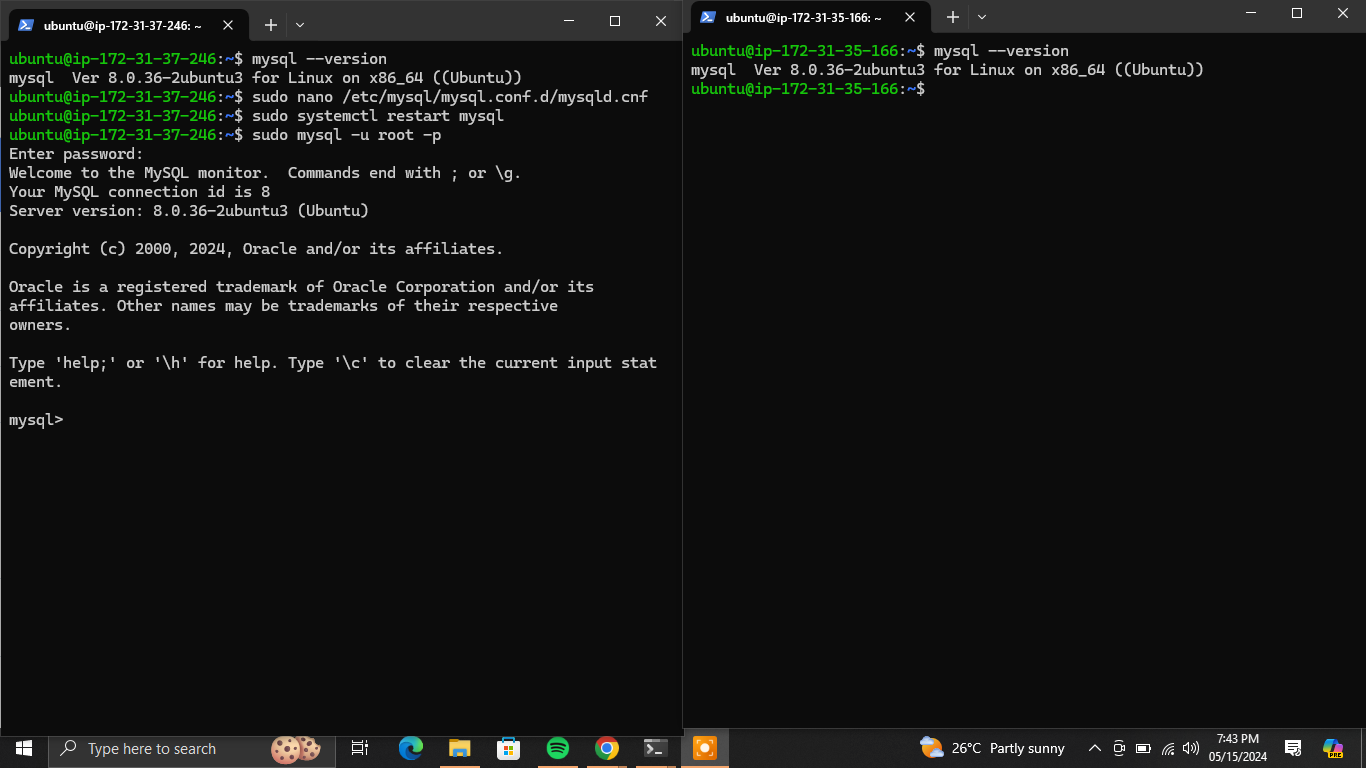 ubuntu@ip-172-31-37-246: ~
ubuntu@ip-172-31-37-246:~$ mysql --version
mysql  Ver 8.0.36-2ubuntu3 for Linux on x86_64 ((Ubuntu))
ubuntu@ip-172-31-37-246:~$ sudo nano /etc/mysql/mysql.conf.d/mysqld.cnf
ubuntu@ip-172-31-37-246:~$ sudo systemctl restart mysql
ubuntu@ip-172-31-37-246:~$ sudo mysql -u root -p
Enter password:
Welcome to the MySQL monitor.  Commands end with ; or \g.
Your MySQL connection id is 8
Server version: 8.0.36-2ubuntu3 (Ubuntu)
Copyright (c) 2000, 2024, Oracle and/or its affiliates.
Oracle is a registered trademark of Oracle Corporation and/or its
affiliates. Other names may be trademarks of their respective
owners.
Type 'help;' or '\h' for help. Type '\c' to clear the current input stat
ement.
mysql>
ubuntu@ip-172-31-35-166: ~
ubuntu@ip-172-31-35-166:~$ mysql --version
mysql  Ver 8.0.36-2ubuntu3 for Linux on x86_64 ((Ubuntu))
ubuntu@ip-172-31-35-166:~$
Type here to search
26°C Partly sunny
7:43 PM
05/15/2024
PRE